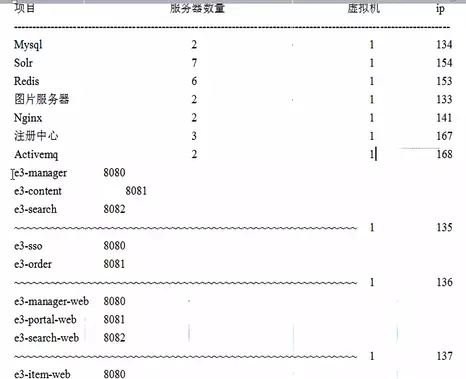 项目 服务器数量 虚拟机 ip
--------------------------------------------------------------------------------
Mysql 2 1 134
Solr 7 1 154
Redis 6 1 153
图片服务器 2 1 133
Nginx 2 1 141
注册中心 3 1 167
Activemq 2 1 168
e3-manager 8080
e3-content 8081
e3-search 8082
~~~~~~~~~~~~~~~~~~~~~~~~~~~~~~~~~~~~~~~~~~~~~~~~ 1 135
e3-sso 8080
e3-order 8081
~~~~~~~~~~~~~~~~~~~~~~~~~~~~~~~~~~~~~~~~~~~~~~~~ 1 136
e3-manager-web 8080
e3-portal-web 8081
e3-search-web 8082
~~~~~~~~~~~~~~~~~~~~~~~~~~~~~~~~~~~~~~~~~~~~~~~~ 1 137
e3-item-web 8080